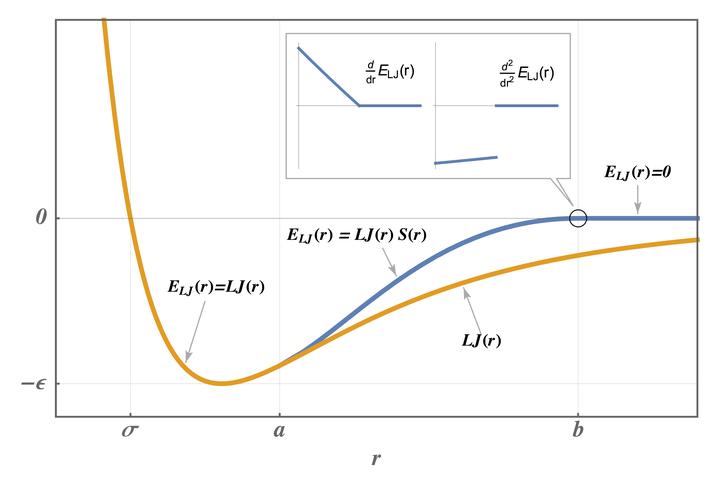 d/dr E_LJ(r)
d²/dr² E_LJ(r)
E_LJ(r)=0
0
E_LJ(r) = LJ(r) S(r)
E_LJ(r)=LJ(r)
LJ(r)
−ϵ
σ
a
b
r